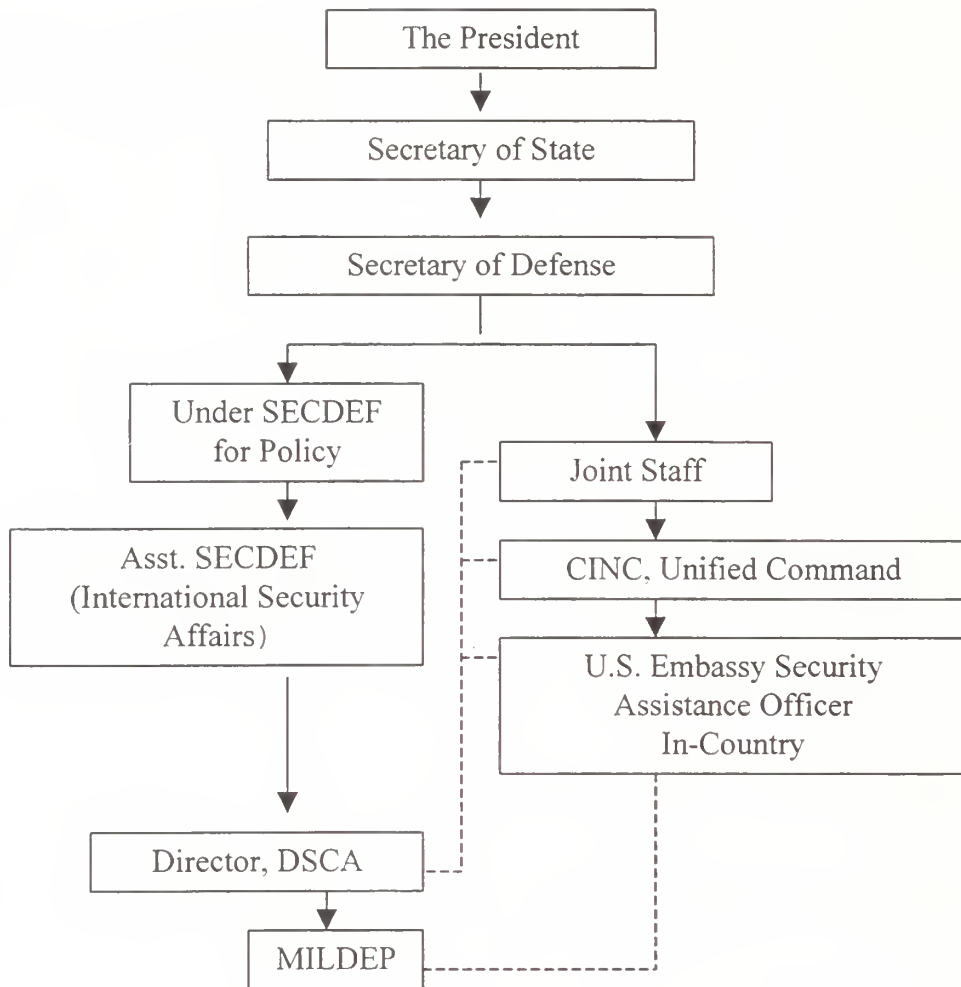 The President
Secretary of State
Secretary of Defense
Under SECDEF
for Policy
Joint Staff
Asst. SECDEF
(International Security
Affairs)
CINC, Unified Command
U.S. Embassy Security
Assistance Officer
In-Country
Director, DSCA
MILDEP